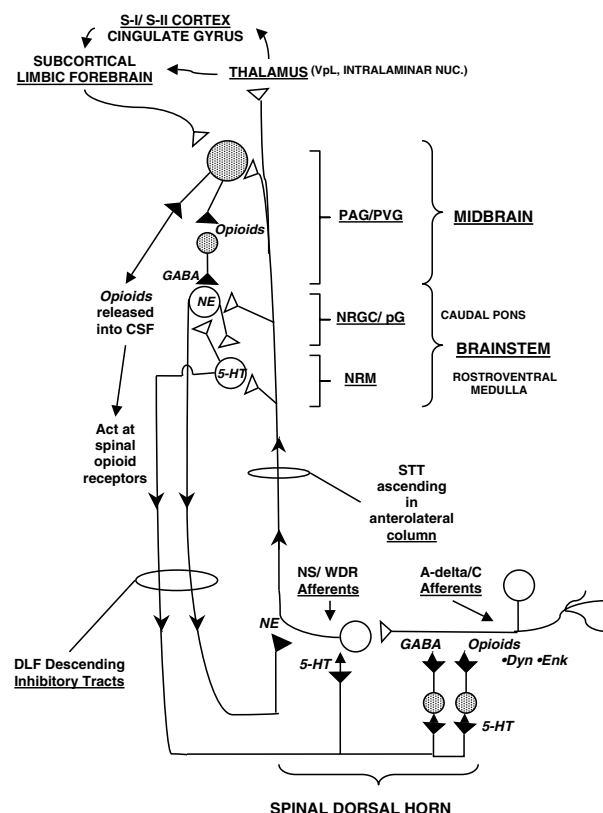 S-I/ S-II CORTEX
CINGULATE GYRUS
SUBCORTICAL
LIMBIC FOREBRAIN
THALAMUS (VpL, INTRALAMINAR NUC.)
Opioids
PAG/PVG
MIDBRAIN
GABA
NE
Opioids
released
into CSF
NRGC/ pG
CAUDAL PONS
BRAINSTEM
5-HT
NRM
ROSTROVENTRAL
MEDULLA
Act at
spinal
opioid
receptors
STT
ascending
in
anterolateral
column
NS/ WDR
Afferents
A-delta/C
Afferents
NE
GABA
Opioids
•Dyn •Enk
5-HT
DLF Descending
Inhibitory Tracts
5-HT
SPINAL DORSAL HORN